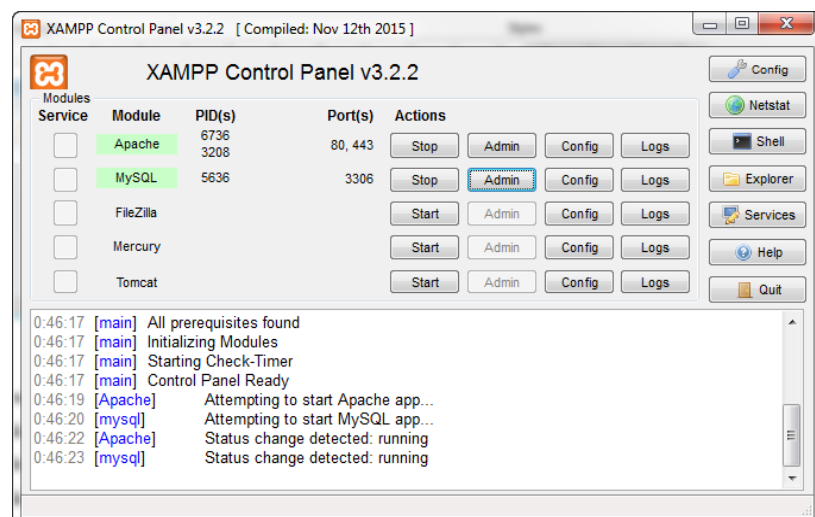 XAMPP Control Panel v3.2.2 [ Compiled: Nov 12th 2015 ]
XAMPP Control Panel v3.2.2
Config
Modules
Service Module PID(s) Port(s) Actions
Netstat
Apache 6736 3208 80, 443 Stop Admin Config Logs
Shell
MySQL 5636 3306 Stop Admin Config Logs
Explorer
FileZilla Start Admin Config Logs
Services
Mercury Start Admin Config Logs
Help
Tomcat Start Admin Config Logs
Quit
0:46:17 [main] All prerequisites found
0:46:17 [main] Initializing Modules
0:46:17 [main] Starting Check-Timer
0:46:17 [main] Control Panel Ready
0:46:19 [Apache] Attempting to start Apache app...
0:46:20 [mysql] Attempting to start MySQL app...
0:46:22 [Apache] Status change detected: running
0:46:23 [mysql] Status change detected: running